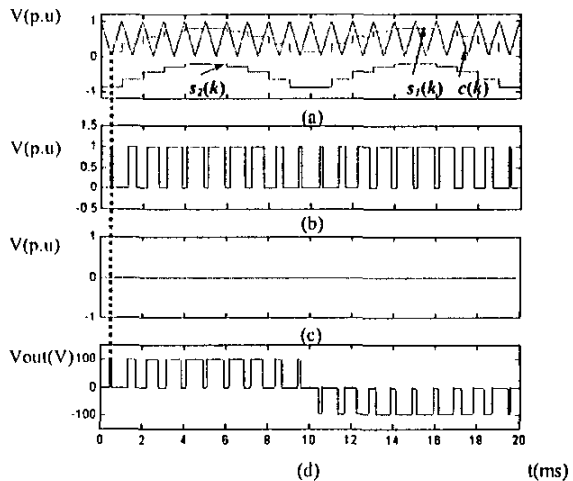 V(p.u)
1
0
-1
s₂(k)
s₁(k)
c(k)
(a)
V(p.u)
1.5
1
0.5
0
-0.5
(b)
V(p.u)
1
0
-1
(c)
Vout(V)
100
0
-100
0 2 4 6 8 10 12 14 16 18 20
(d)
t(ms)